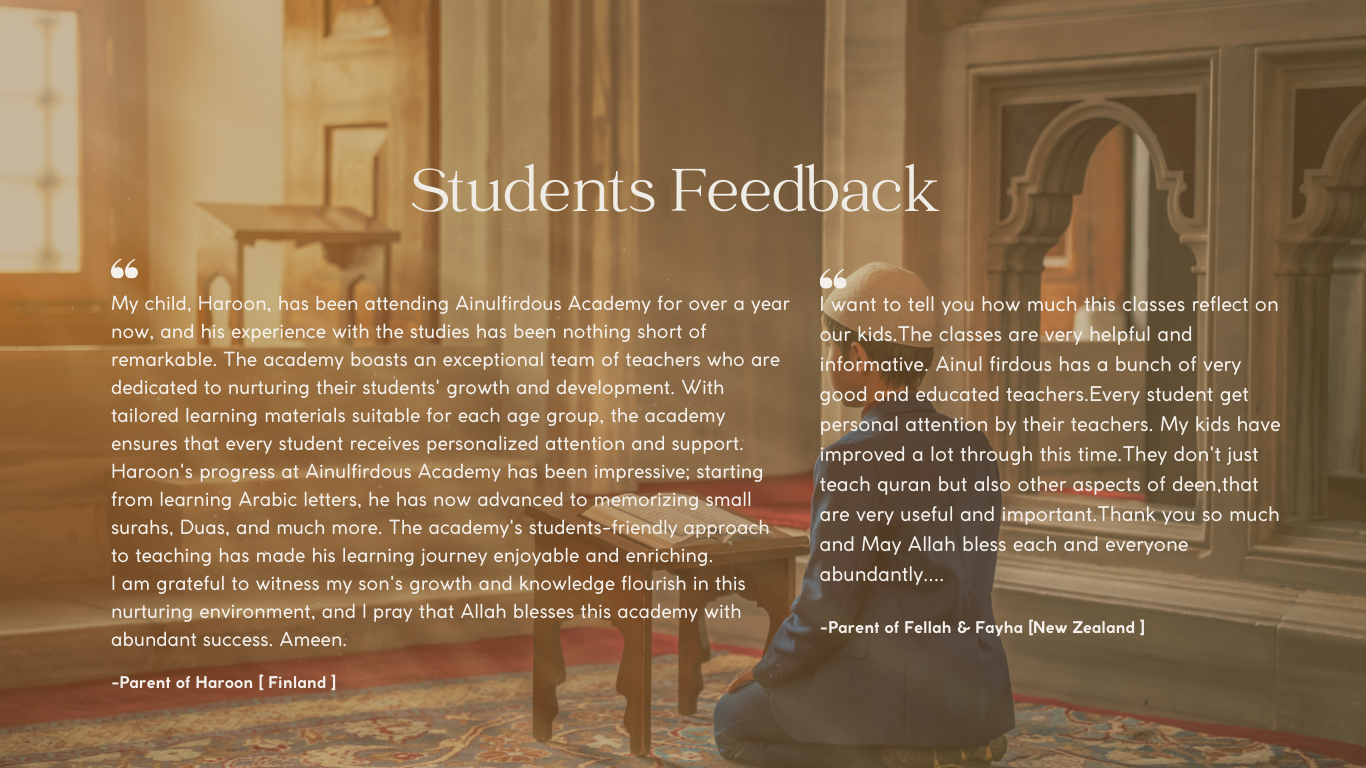 Students Feedback
“
My child, Haroon, has been attending Ainulfirdous Academy for over a year
now, and his experience with the studies has been nothing short of
remarkable. The academy boasts an exceptional team of teachers who are
dedicated to nurturing their students' growth and development. With
tailored learning materials suitable for each age group, the academy
ensures that every student receives personalized attention and support.
Haroon's progress at Ainulfirdous Academy has been impressive; starting
from learning Arabic letters, he has now advanced to memorizing small
surahs, Duas, and much more. The academy's students-friendly approach
to teaching has made his learning journey enjoyable and enriching.
I am grateful to witness my son's growth and knowledge flourish in this
nurturing environment, and I pray that Allah blesses this academy with
abundant success. Ameen.
-Parent of Haroon [ Finland ]
“
I want to tell you how much this classes reflect on
our kids.The classes are very helpful and
informative. Ainul firdous has a bunch of very
good and educated teachers.Every student get
personal attention by their teachers. My kids have
improved a lot through this time.They don't just
teach quran but also other aspects of deen,that
are very useful and important.Thank you so much
and May Allah bless each and everyone
abundantly....
-Parent of Fellah & Fayha [New Zealand ]